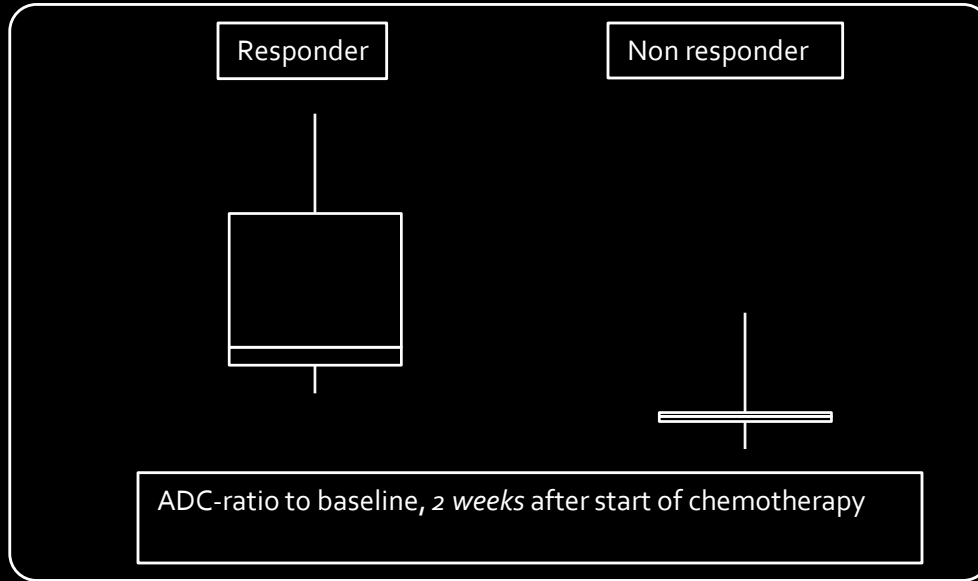 Responder
Non responder
ADC-ratio to baseline, 2 weeks after start of chemotherapy